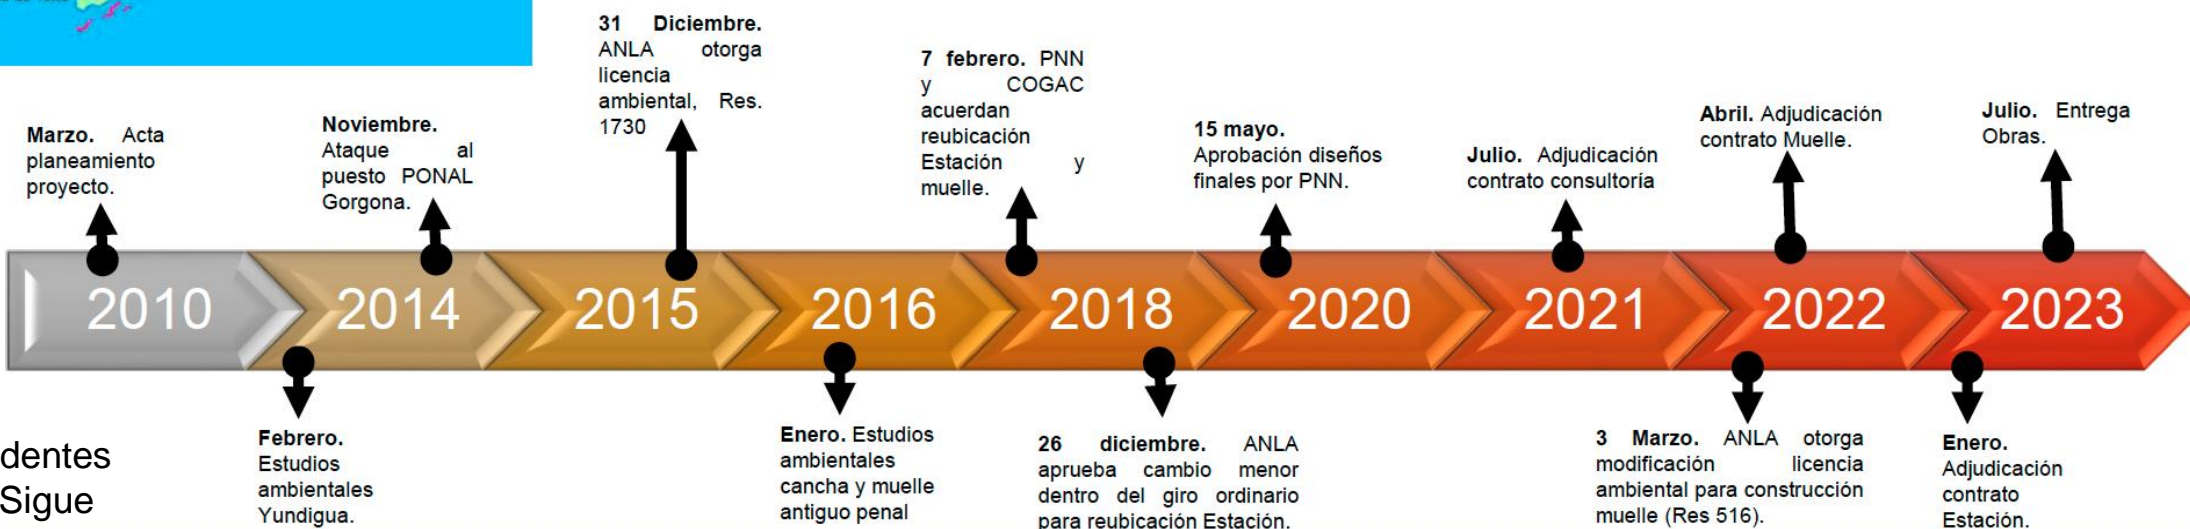 31 Diciembre.
ANLA otorga
licencia
ambiental, Res.
1730
7 febrero. PNN
y COGAC
acuerdan
reubicación
Estación y
muelle.
Marzo. Acta
planeamiento
proyecto.
Noviembre.
Ataque al
puesto PONAL
Gorgona.
15 mayo.
Aprobación diseños
finales por PNN.
Julio. Adjudicación
contrato consultoría
Abril. Adjudicación
contrato Muelle.
Julio. Entrega
Obras.
2010
2014
2015
2016
2018
2020
2021
2022
2023
dentes
Sigue
Febrero.
Estudios
ambientales
Yundigua.
Enero. Estudios
ambientales
cancha y muelle
antiguo penal
26 diciembre. ANLA
aprueba cambio menor
dentro del giro ordinario
para reubicación Estación.
3 Marzo. ANLA otorga
modificación licencia
ambiental para construcción
muelle (Res 516).
Enero.
Adjudicación
contrato
Estación.